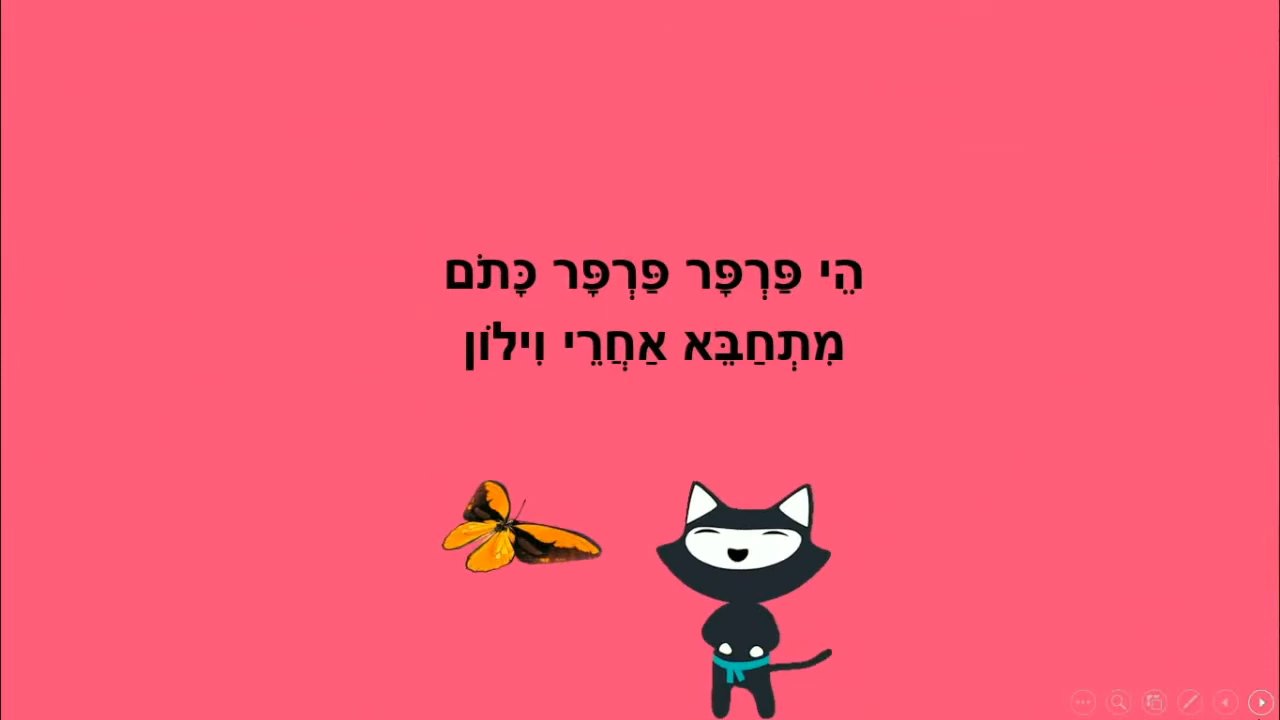 הֵי פַּרְפָּר פַּרְפָּר כָּתֹם
מִתְחַבֵּא אַחֲרֵי וִילוֹן